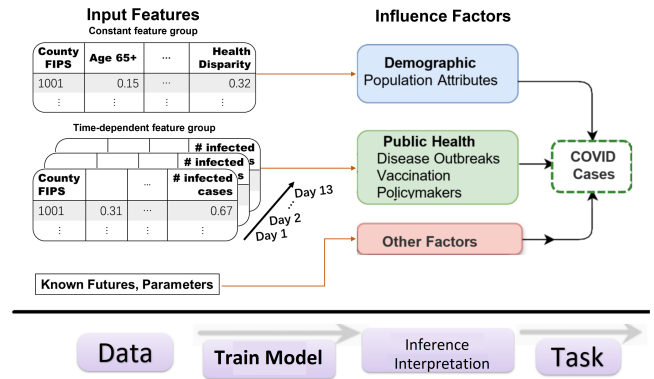 Input Features
Constant feature group
County FIPS Age 65+ ... Health Disparity
1001 0.15 ... 0.32
⋮ ⋮ ⋮
Time-dependent feature group
# infected
# infected s
County FIPS ... # infected cases s
1001 0.31 ... 0.67
⋮ ⋮ ⋮
Day 13
...
Day 2
Day 1
Known Futures, Parameters
Influence Factors
Demographic
Population Attributes
Public Health
Disease Outbreaks
Vaccination
Policymakers
Other Factors
COVID
Cases
Data
Train Model
Inference
Interpretation
Task